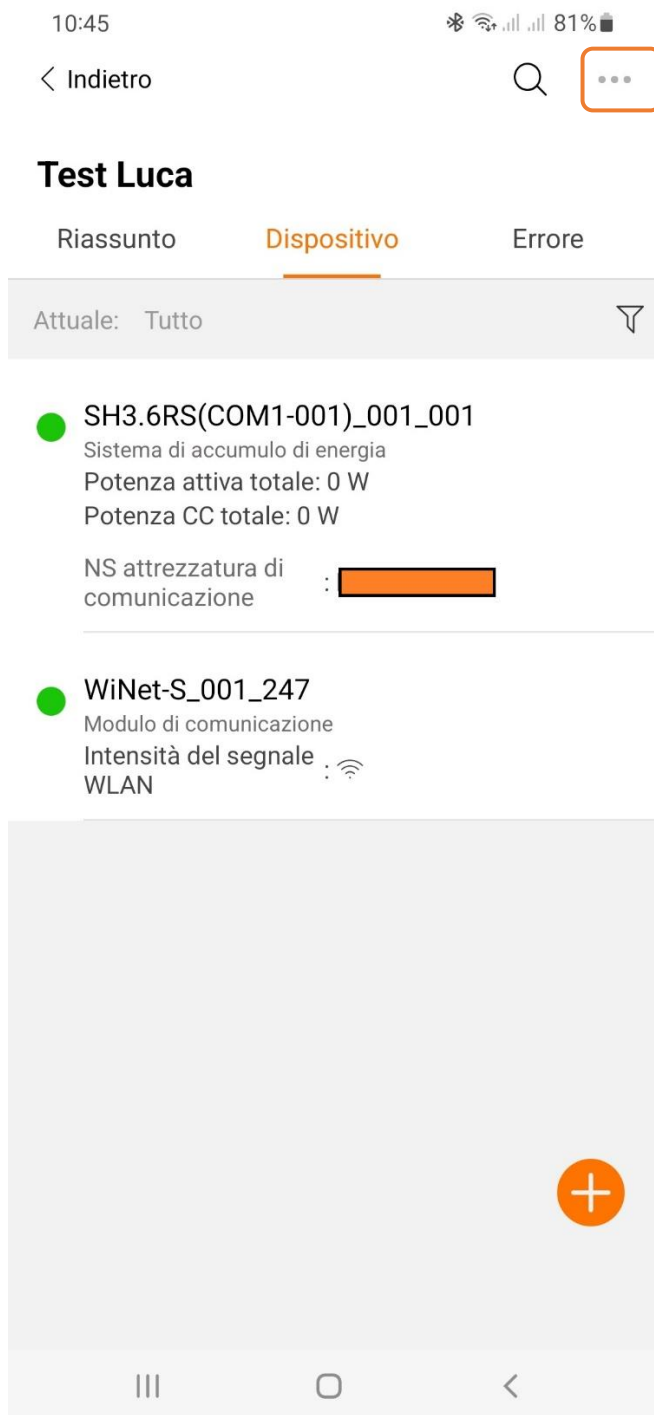 10:45 81%
Indietro
Test Luca
Riassunto Dispositivo Errore
Attuale: Tutto
SH3.6RS(COM1-001)_001_001
Sistema di accumulo di energia
Potenza attiva totale: 0 W
Potenza CC totale: 0 W
NS attrezzatura di
comunicazione :
WiNet-S_001_247
Modulo di comunicazione
Intensità del segnale
WLAN :